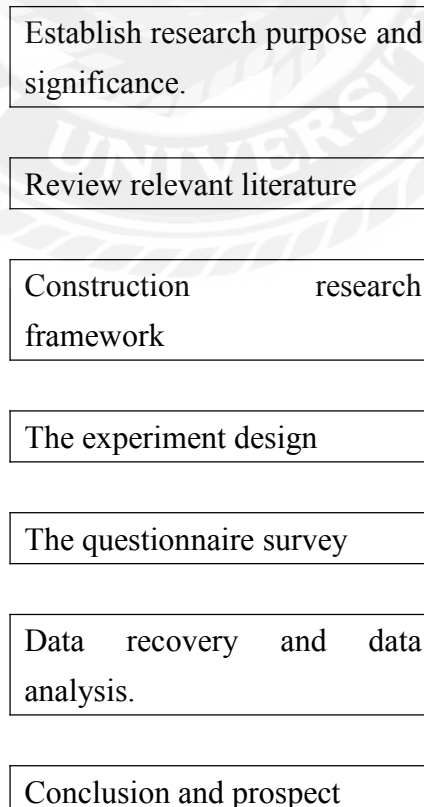 Establish research purpose and
significance.
UNIVERSI
Review relevant literature
Construction research
framework
The experiment design
The questionnaire survey
Data recovery and data
analysis.
Conclusion and prospect